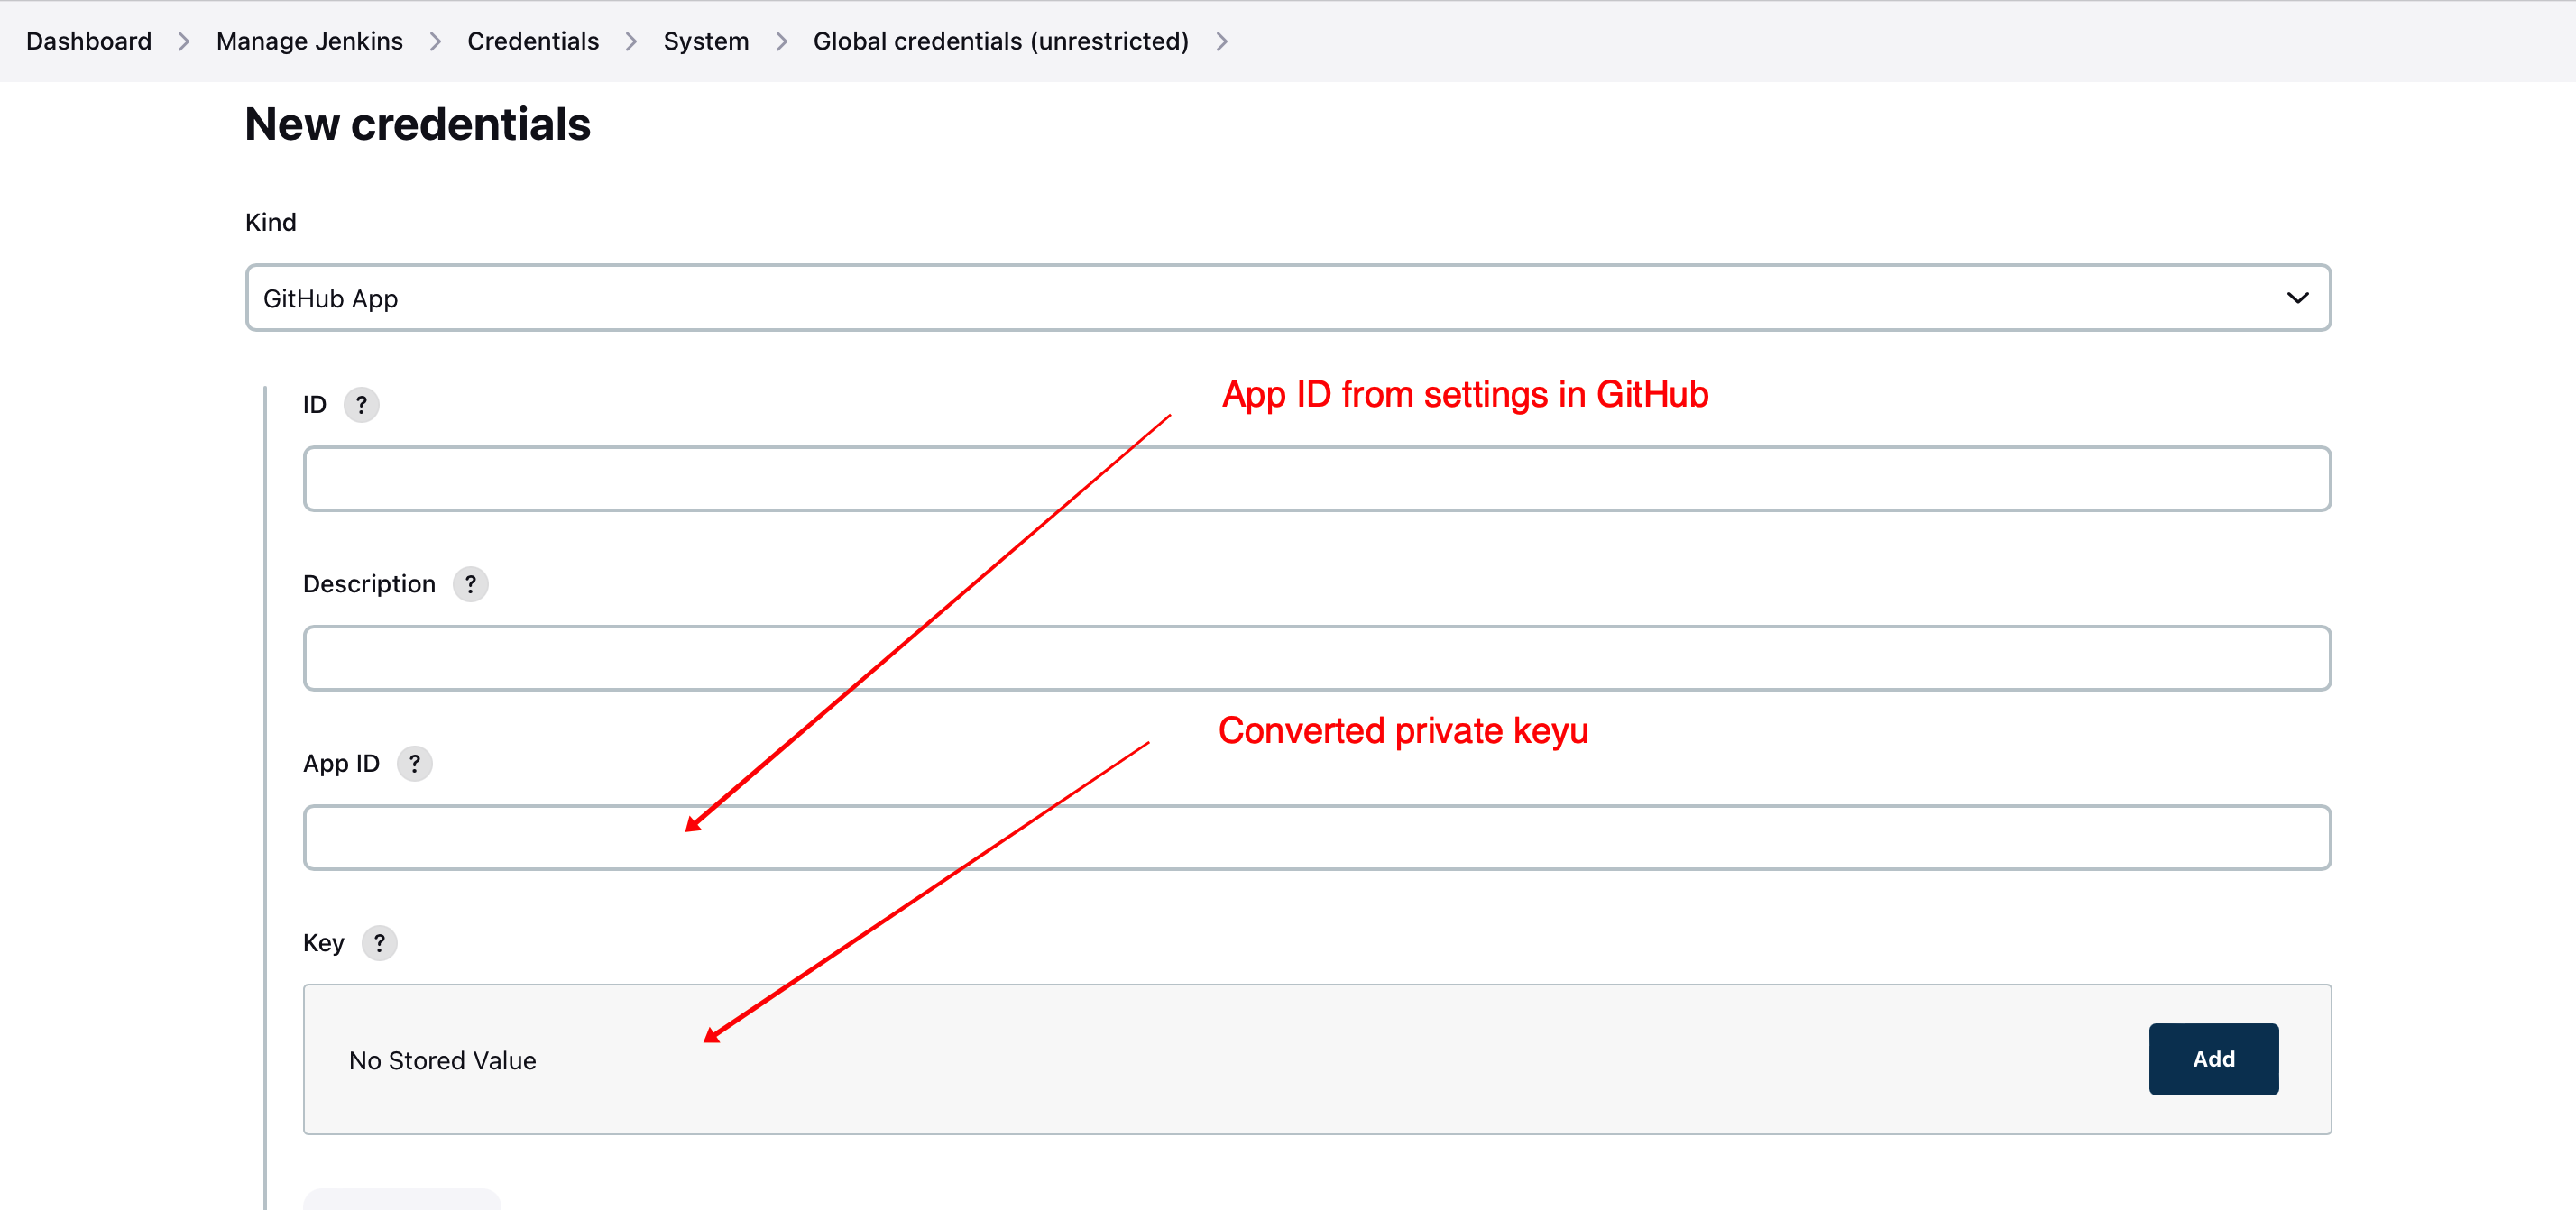 Dashboard > Manage Jenkins > Credentials > System > Global credentials (unrestricted) >
New credentials
Kind
GitHub App
App ID from settings in GitHub
ID ?
Description ?
Converted private keyu
App ID ?
Key ?
No Stored Value
Add